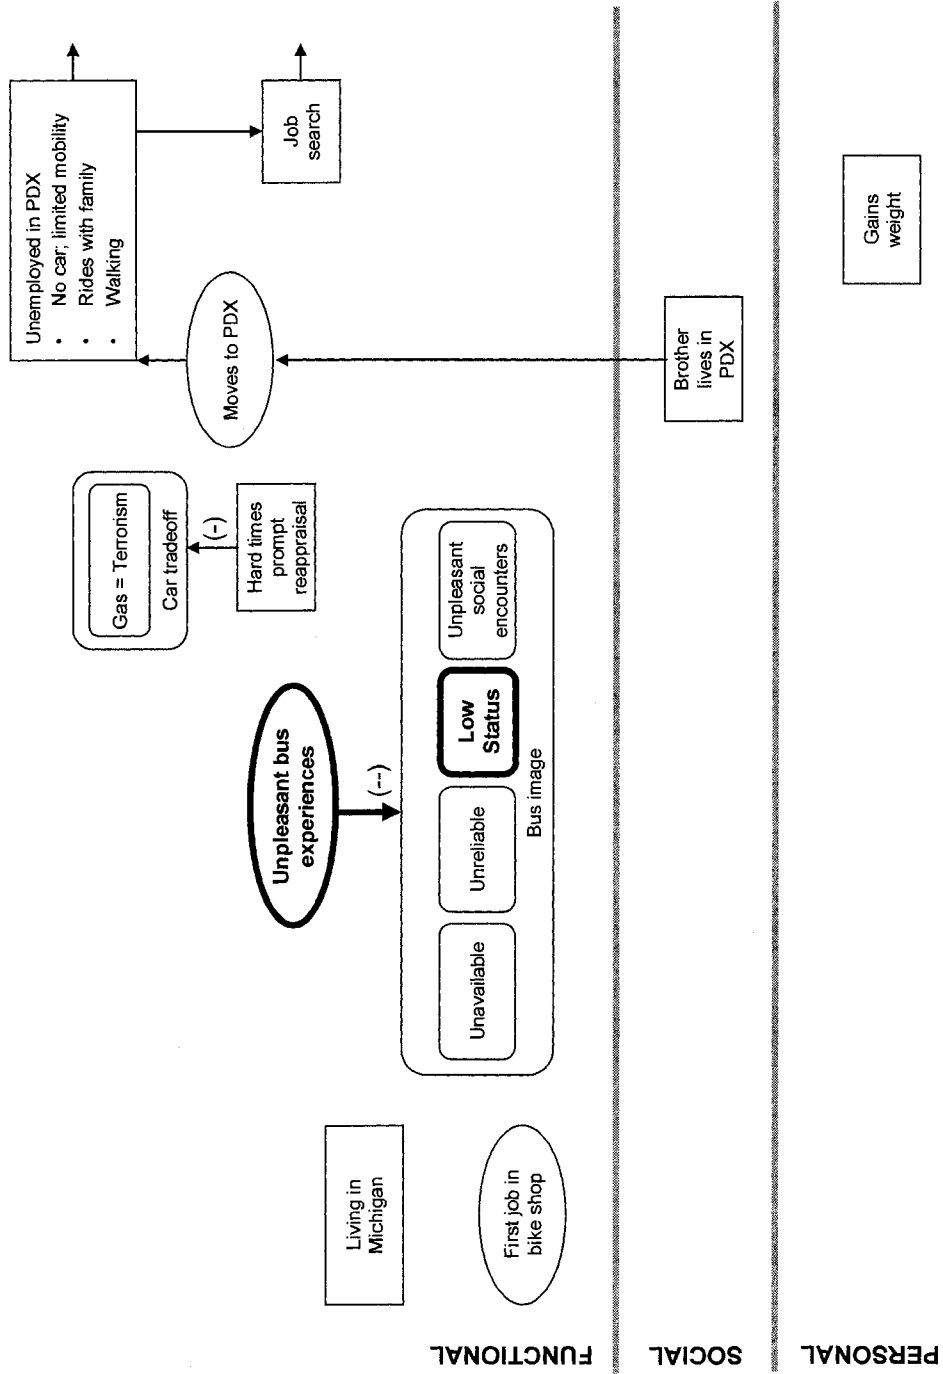 Living in
Michigan
First job in
bike shop
Unpleasant bus
experiences
(--)
Unavailable
Unreliable
Low
Status
Unpleasant
social
encounters
Bus image
Gas = Terrorism
Car tradeoff
(-)
Hard times
prompt
reappraisal
Moves to PDX
Unemployed in PDX
• No car; limited mobility
• Rides with family
• Walking
Job
search
Brother
lives in
PDX
Gains
weight
FUNCTIONAL
SOCIAL
PERSONAL